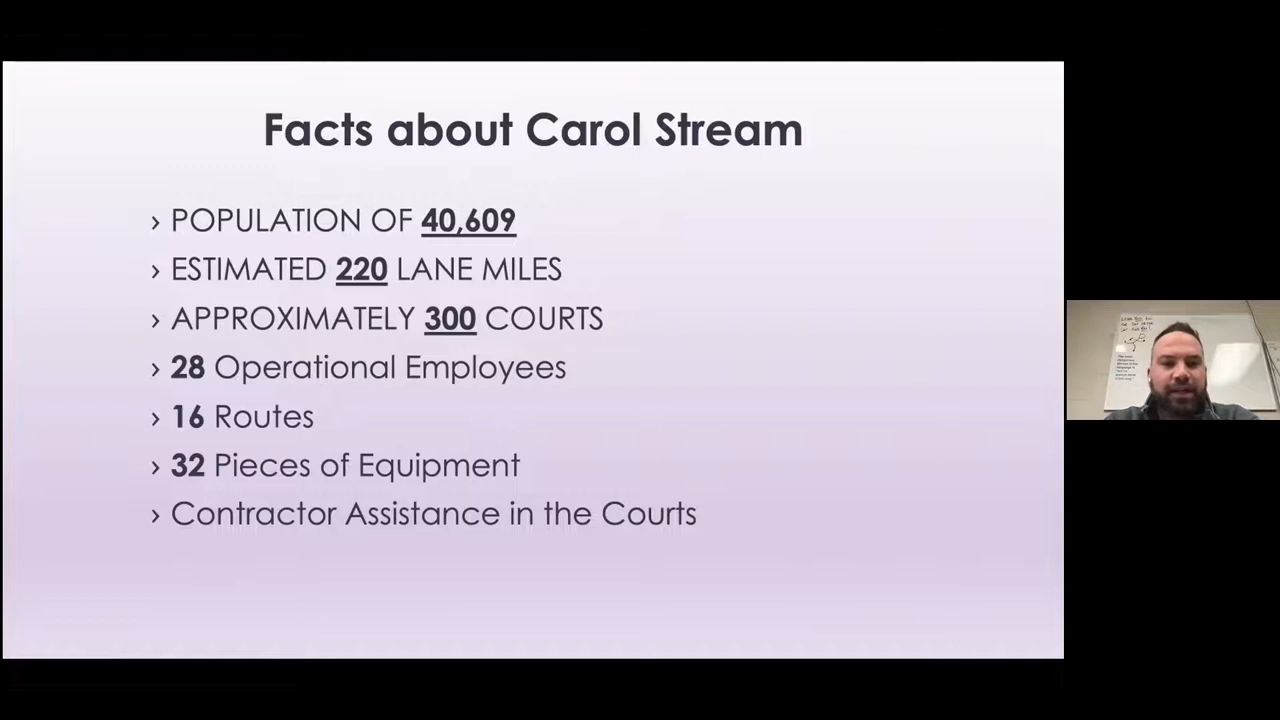 Facts about Carol Stream
› POPULATION OF 40,609
› ESTIMATED 220 LANE MILES
› APPROXIMATELY 300 COURTS
› 28 Operational Employees
› 16 Routes
› 32 Pieces of Equipment
› Contractor Assistance in the Courts